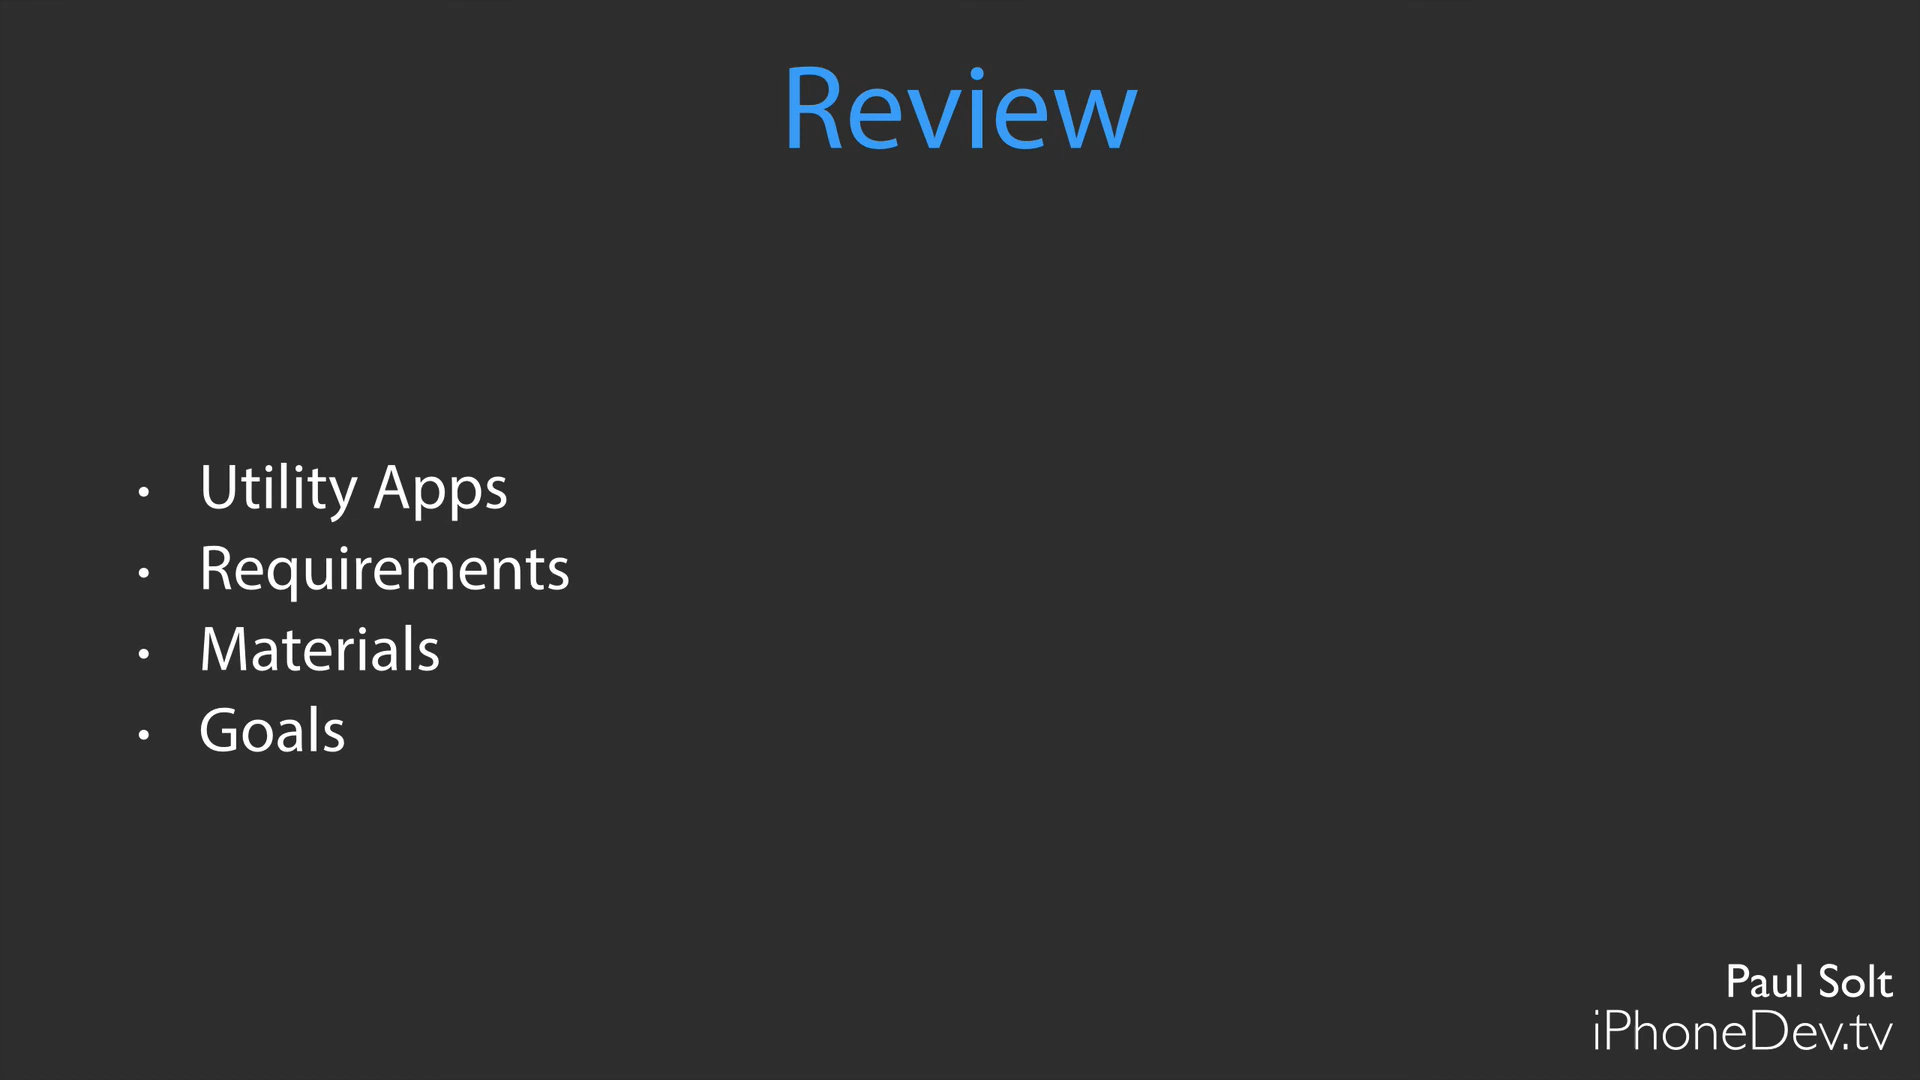 Review
• Utility Apps
• Requirements
• Materials
• Goals
Paul Solt
iPhoneDev.tv